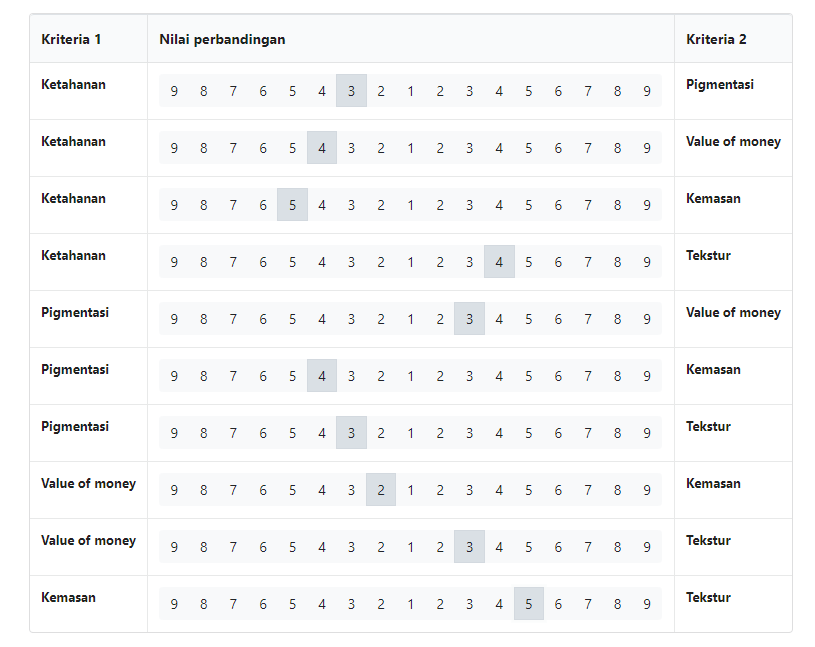 Kriteria 1 Nilai perbandingan Kriteria 2
Ketahanan 9 8 7 6 5 4 3 2 1 2 3 4 5 6 7 8 9 Pigmentasi
Ketahanan 9 8 7 6 5 4 3 2 1 2 3 4 5 6 7 8 9 Value of money
Ketahanan 9 8 7 6 5 4 3 2 1 2 3 4 5 6 7 8 9 Kemasan
Ketahanan 9 8 7 6 5 4 3 2 1 2 3 4 5 6 7 8 9 Tekstur
Pigmentasi 9 8 7 6 5 4 3 2 1 2 3 4 5 6 7 8 9 Value of money
Pigmentasi 9 8 7 6 5 4 3 2 1 2 3 4 5 6 7 8 9 Kemasan
Pigmentasi 9 8 7 6 5 4 3 2 1 2 3 4 5 6 7 8 9 Tekstur
Value of money 9 8 7 6 5 4 3 2 1 2 3 4 5 6 7 8 9 Kemasan
Value of money 9 8 7 6 5 4 3 2 1 2 3 4 5 6 7 8 9 Tekstur
Kemasan 9 8 7 6 5 4 3 2 1 2 3 4 5 6 7 8 9 Tekstur